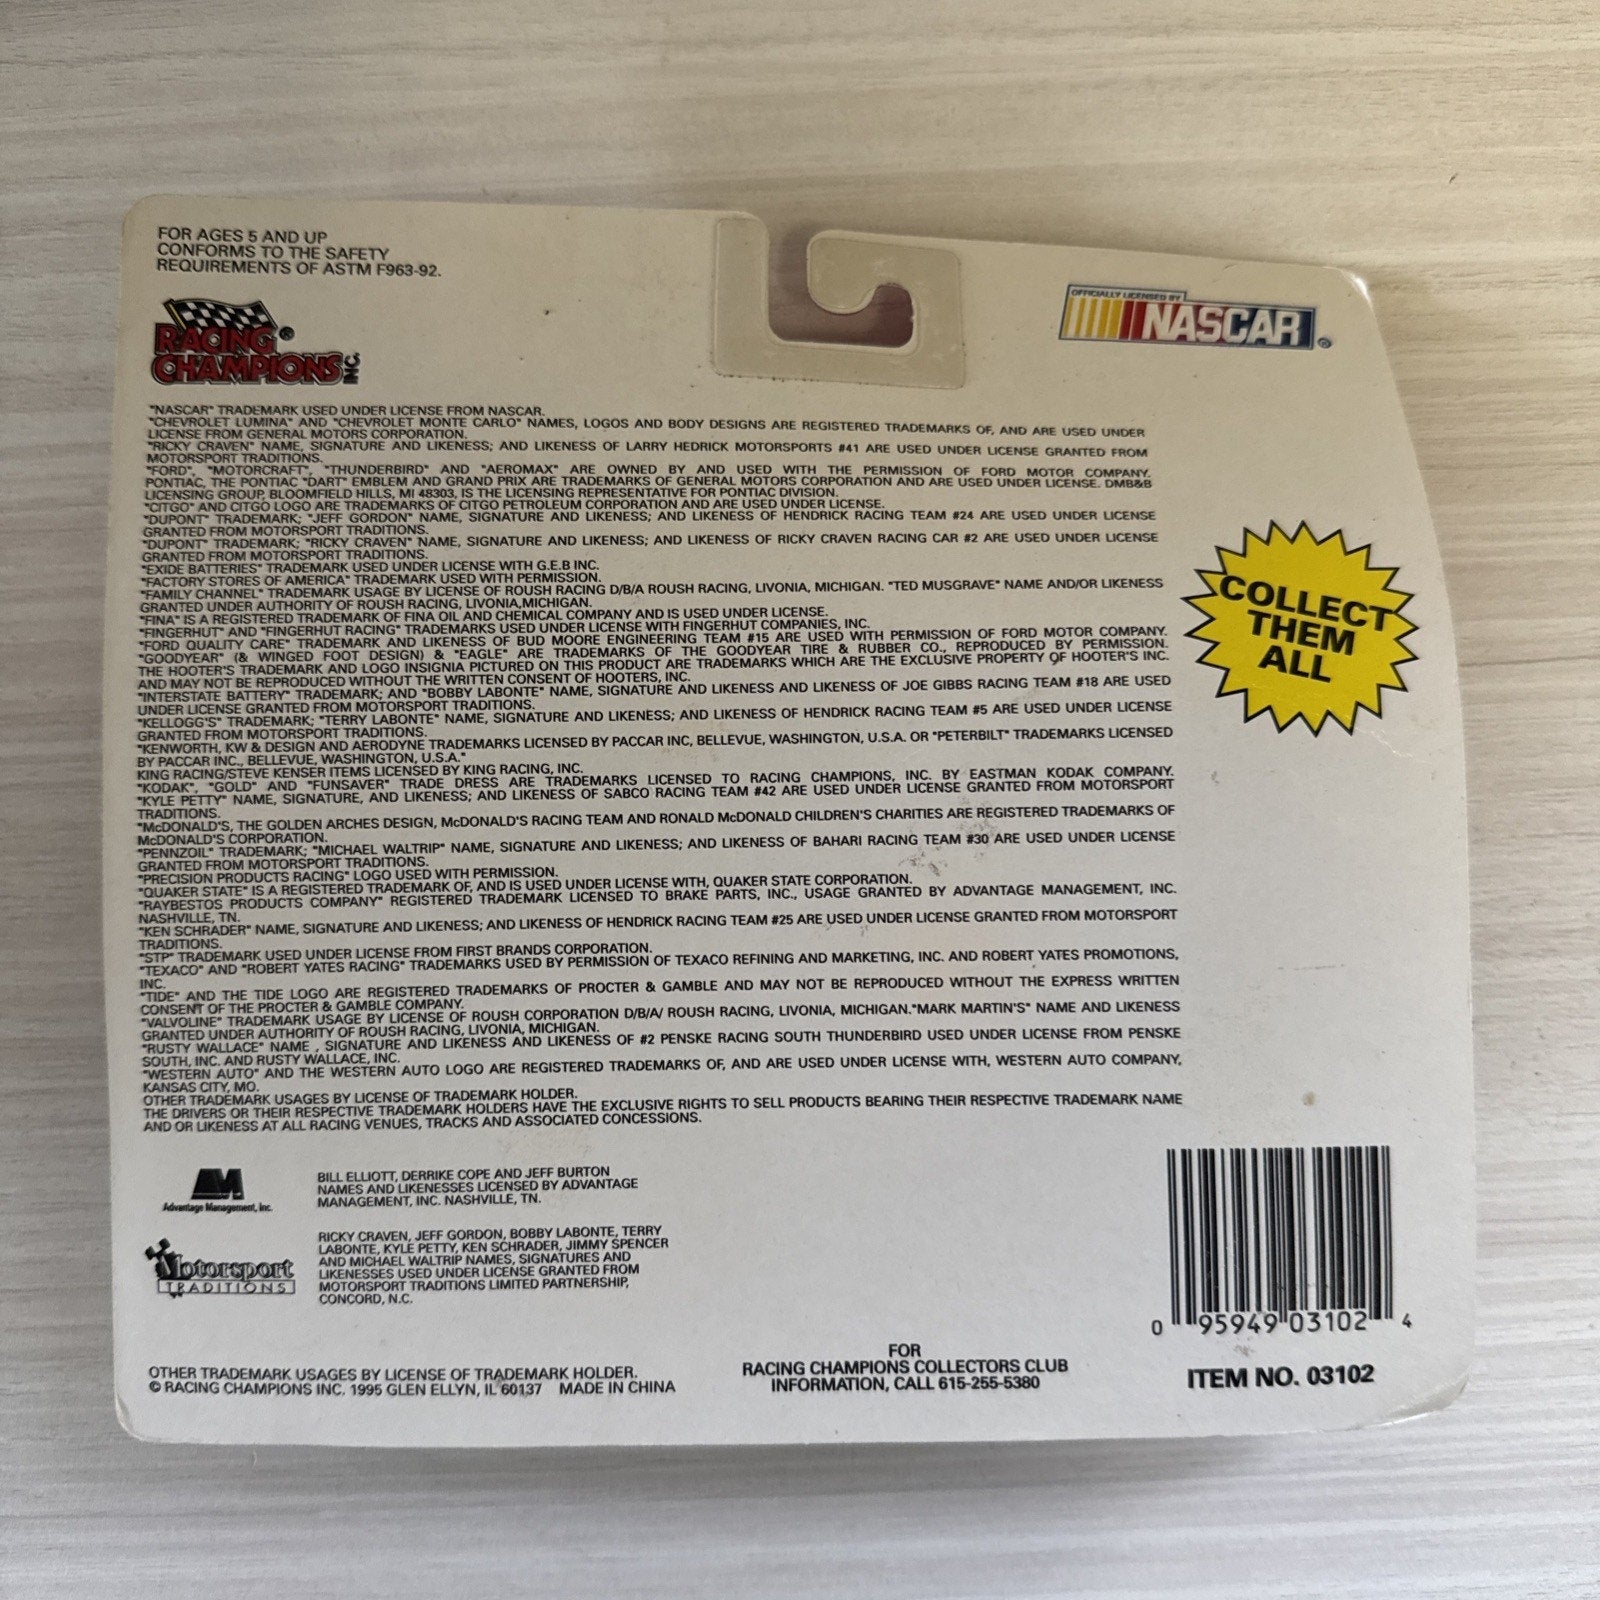 FOR AGES 5 AND UP
CONFORMS TO THE SAFETY
REQUIREMENTS OF ASTM F963-92.
RACING
CHAMPIONS INC.
®
OFFICIALLY LICENSED BY
NASCAR®
"NASCAR" TRADEMARK USED UNDER LICENSE FROM NASCAR.
"CHEVROLET LUMINA" AND "CHEVROLET MONTE CARLO" NAMES, LOGOS AND BODY DESIGNS ARE REGISTERED TRADEMARKS OF, AND ARE USED UNDER
LICENSE FROM GENERAL MOTORS CORPORATION.
"RICKY CRAVEN" NAME, SIGNATURE AND LIKENESS; AND LIKENESS OF LARRY HEDRICK MOTORSPORTS #41 ARE USED UNDER LICENSE GRANTED FROM
MOTORSPORT TRADITIONS.
"FORD", "MOTORCRAFT", "THUNDERBIRD" AND "AEROMAX" ARE OWNED BY AND USED WITH THE PERMISSION OF FORD MOTOR COMPANY.
PONTIAC, THE PONTIAC "DART" EMBLEM AND GRAND PRIX ARE TRADEMARKS OF GENERAL MOTORS CORPORATION AND ARE USED UNDER LICENSE. DMB&B
LICENSING GROUP, BLOOMFIELD HILLS, MI 48303, IS THE LICENSING REPRESENTATIVE FOR PONTIAC DIVISION.
"CITGO" AND CITGO LOGO ARE TRADEMARKS OF CITGO PETROLEUM CORPORATION AND ARE USED UNDER LICENSE.
"DUPONT" TRADEMARK; "JEFF GORDON" NAME, SIGNATURE AND LIKENESS; AND LIKENESS OF HENDRICK RACING TEAM #24 ARE USED UNDER LICENSE
GRANTED FROM MOTORSPORT TRADITIONS.
"DUPONT" TRADEMARK; "RICKY CRAVEN" NAME, SIGNATURE AND LIKENESS; AND LIKENESS OF RICKY CRAVEN RACING CAR #2 ARE USED UNDER LICENSE
GRANTED FROM MOTORSPORT TRADITIONS.
"EXIDE BATTERIES" TRADEMARK USED UNDER LICENSE WITH G.E.B INC.
"FACTORY STORES OF AMERICA" TRADEMARK USED WITH PERMISSION.
"FAMILY CHANNEL" TRADEMARK USAGE BY LICENSE OF ROUSH RACING D/B/A ROUSH RACING, LIVONIA, MICHIGAN. "TED MUSGRAVE" NAME AND/OR LIKENESS
GRANTED UNDER AUTHORITY OF ROUSH RACING, LIVONIA,MICHIGAN.
"FINA" IS A REGISTERED TRADEMARK OF FINA OIL AND CHEMICAL COMPANY AND IS USED UNDER LICENSE.
"FINGERHUT" AND "FINGERHUT RACING" TRADEMARKS USED UNDER LICENSE WITH FINGERHUT COMPANIES, INC.
"FORD QUALITY CARE" TRADEMARK AND LIKENESS OF BUD MOORE ENGINEERING TEAM #15 ARE USED WITH PERMISSION OF FORD MOTOR COMPANY.
"GOODYEAR" (& WINGED FOOT DESIGN) & "EAGLE" ARE TRADEMARKS OF THE GOODYEAR TIRE & RUBBER CO., REPRODUCED BY PERMISSION.
THE HOOTER'S TRADEMARK AND LOGO INSIGNIA PICTURED ON THIS PRODUCT ARE TRADEMARKS WHICH ARE THE EXCLUSIVE PROPERTY OF HOOTER'S INC.
AND MAY NOT BE REPRODUCED WITHOUT THE WRITTEN CONSENT OF HOOTERS, INC.
"INTERSTATE BATTERY" TRADEMARK; AND "BOBBY LABONTE" NAME, SIGNATURE AND LIKENESS AND LIKENESS OF JOE GIBBS RACING TEAM #18 ARE USED
UNDER LICENSE GRANTED FROM MOTORSPORT TRADITIONS.
"KELLOGG'S" TRADEMARK; "TERRY LABONTE" NAME, SIGNATURE AND LIKENESS; AND LIKENESS OF HENDRICK RACING TEAM #5 ARE USED UNDER LICENSE
GRANTED FROM MOTORSPORT TRADITIONS.
"KENWORTH, KW & DESIGN AND AERODYNE TRADEMARKS LICENSED BY PACCAR INC, BELLEVUE, WASHINGTON, U.S.A. OR "PETERBILT" TRADEMARKS LICENSED
BY PACCAR INC., BELLEVUE, WASHINGTON, U.S.A."
KING RACING/STEVE KENSER ITEMS LICENSED BY KING RACING, INC.
"KODAK", "GOLD" AND "FUNSAVER" TRADE DRESS ARE TRADEMARKS LICENSED TO RACING CHAMPIONS, INC. BY EASTMAN KODAK COMPANY.
"KYLE PETTY" NAME, SIGNATURE, AND LIKENESS; AND LIKENESS OF SABCO RACING TEAM #42 ARE USED UNDER LICENSE GRANTED FROM MOTORSPORT
TRADITIONS.
"McDONALD'S, THE GOLDEN ARCHES DESIGN, McDONALD'S RACING TEAM AND RONALD McDONALD CHILDREN'S CHARITIES ARE REGISTERED TRADEMARKS OF
McDONALD'S CORPORATION.
"PENNZOIL" TRADEMARK; "MICHAEL WALTRIP" NAME, SIGNATURE AND LIKENESS; AND LIKENESS OF BAHARI RACING TEAM #30 ARE USED UNDER LICENSE
GRANTED FROM MOTORSPORT TRADITIONS.
"PRECISION PRODUCTS RACING" LOGO USED WITH PERMISSION.
"QUAKER STATE" IS A REGISTERED TRADEMARK OF, AND IS USED UNDER LICENSE WITH, QUAKER STATE CORPORATION.
"RAYBESTOS PRODUCTS COMPANY" REGISTERED TRADEMARK LICENSED TO BRAKE PARTS, INC., USAGE GRANTED BY ADVANTAGE MANAGEMENT, INC.
NASHVILLE, TN.
"KEN SCHRADER" NAME, SIGNATURE AND LIKENESS; AND LIKENESS OF HENDRICK RACING TEAM #25 ARE USED UNDER LICENSE GRANTED FROM MOTORSPORT
TRADITIONS.
"STP" TRADEMARK USED UNDER LICENSE FROM FIRST BRANDS CORPORATION.
"TEXACO" AND "ROBERT YATES RACING" TRADEMARKS USED BY PERMISSION OF TEXACO REFINING AND MARKETING, INC. AND ROBERT YATES PROMOTIONS,
INC.
"TIDE" AND THE TIDE LOGO ARE REGISTERED TRADEMARKS OF PROCTER & GAMBLE AND MAY NOT BE REPRODUCED WITHOUT THE EXPRESS WRITTEN
CONSENT OF THE PROCTER & GAMBLE COMPANY.
"VALVOLINE" TRADEMARK USAGE BY LICENSE OF ROUSH CORPORATION D/B/A/ ROUSH RACING, LIVONIA, MICHIGAN."MARK MARTIN'S" NAME AND LIKENESS
GRANTED UNDER AUTHORITY OF ROUSH RACING, LIVONIA, MICHIGAN.
"RUSTY WALLACE" NAME , SIGNATURE AND LIKENESS AND LIKENESS OF #2 PENSKE RACING SOUTH THUNDERBIRD USED UNDER LICENSE FROM PENSKE
SOUTH, INC. AND RUSTY WALLACE, INC.
"WESTERN AUTO" AND THE WESTERN AUTO LOGO ARE REGISTERED TRADEMARKS OF, AND ARE USED UNDER LICENSE WITH, WESTERN AUTO COMPANY,
KANSAS CITY, MO.
OTHER TRADEMARK USAGES BY LICENSE OF TRADEMARK HOLDER.
THE DRIVERS OR THEIR RESPECTIVE TRADEMARK HOLDERS HAVE THE EXCLUSIVE RIGHTS TO SELL PRODUCTS BEARING THEIR RESPECTIVE TRADEMARK NAME
AND OR LIKENESS AT ALL RACING VENUES, TRACKS AND ASSOCIATED CONCESSIONS.
COLLECT
THEM
ALL
AM
Advantage Management, Inc.
BILL ELLIOTT, DERRIKE COPE AND JEFF BURTON
NAMES AND LIKENESSES LICENSED BY ADVANTAGE
MANAGEMENT, INC. NASHVILLE, TN.
Motorsport
TRADITIONS
RICKY CRAVEN, JEFF GORDON, BOBBY LABONTE, TERRY
LABONTE, KYLE PETTY, KEN SCHRADER, JIMMY SPENCER
AND MICHAEL WALTRIP NAMES, SIGNATURES AND
LIKENESSES USED UNDER LICENSE GRANTED FROM
MOTORSPORT TRADITIONS LIMITED PARTNERSHIP,
CONCORD, N.C.
OTHER TRADEMARK USAGES BY LICENSE OF TRADEMARK HOLDER.
© RACING CHAMPIONS INC. 1995 GLEN ELLYN, IL 60137 MADE IN CHINA
FOR
RACING CHAMPIONS COLLECTORS CLUB
INFORMATION, CALL 615-255-5380
0 95949 03102 4
ITEM NO. 03102